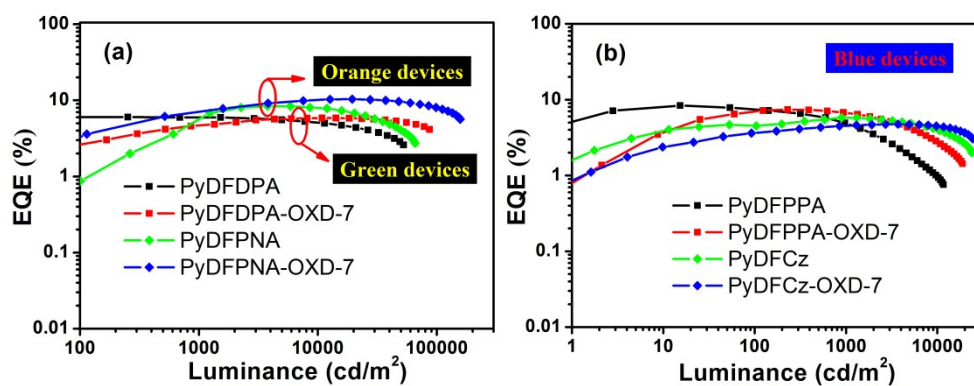 (a)
Orange devices
Green devices
PyDFDPA
PyDFDPA-OXD-7
PyDFPNA
PyDFPNA-OXD-7
EQE (%)
100
10
1
0.1
0.01
100
1000
10000
100000
Luminance (cd/m²)
(b)
Blue devices
PyDFPPA
PyDFPPA-OXD-7
PyDFCz
PyDFCz-OXD-7
EQE (%)
100
10
1
0.1
0.01
1
10
100
1000
10000
Luminance (cd/m²)